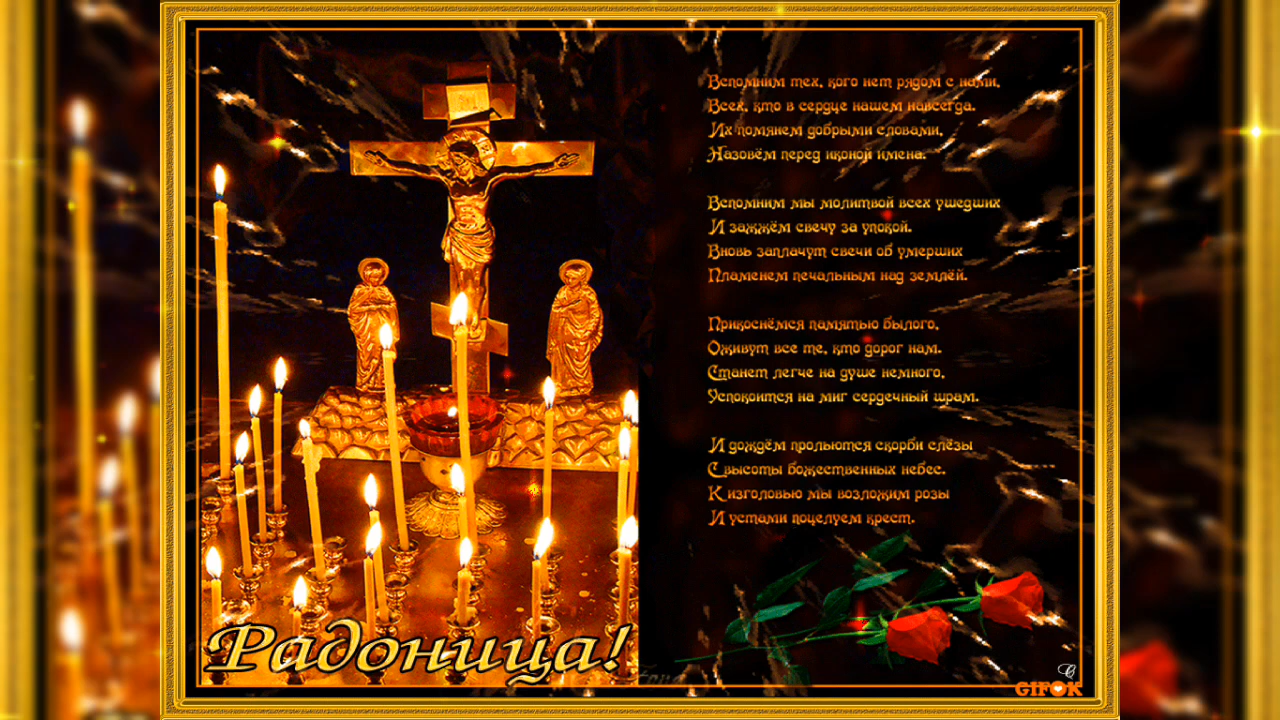 Вспомним тех, кого нет рядом с нами,
Всех, кто в сердце нашем навсегда.
Их помянем добрыми словами,
Назовём перед иконой имена.
Вспомним мы молитвой всех ушедших
И зажжём свечу за упокой.
Вновь заплачут свечи об умерших
Пламенем печальным над землёй.
Прикоснёмся памятью былого,
Оживут все те, кто дорог нам.
Станет легче на душе немного,
Успокоится на миг сердечный шрам.
И дождём прольются скорби слёзы
С высоты божественных небес.
К изголовью мы возложим розы
И устами поцелуем крест.
Радоница!
GIFOK